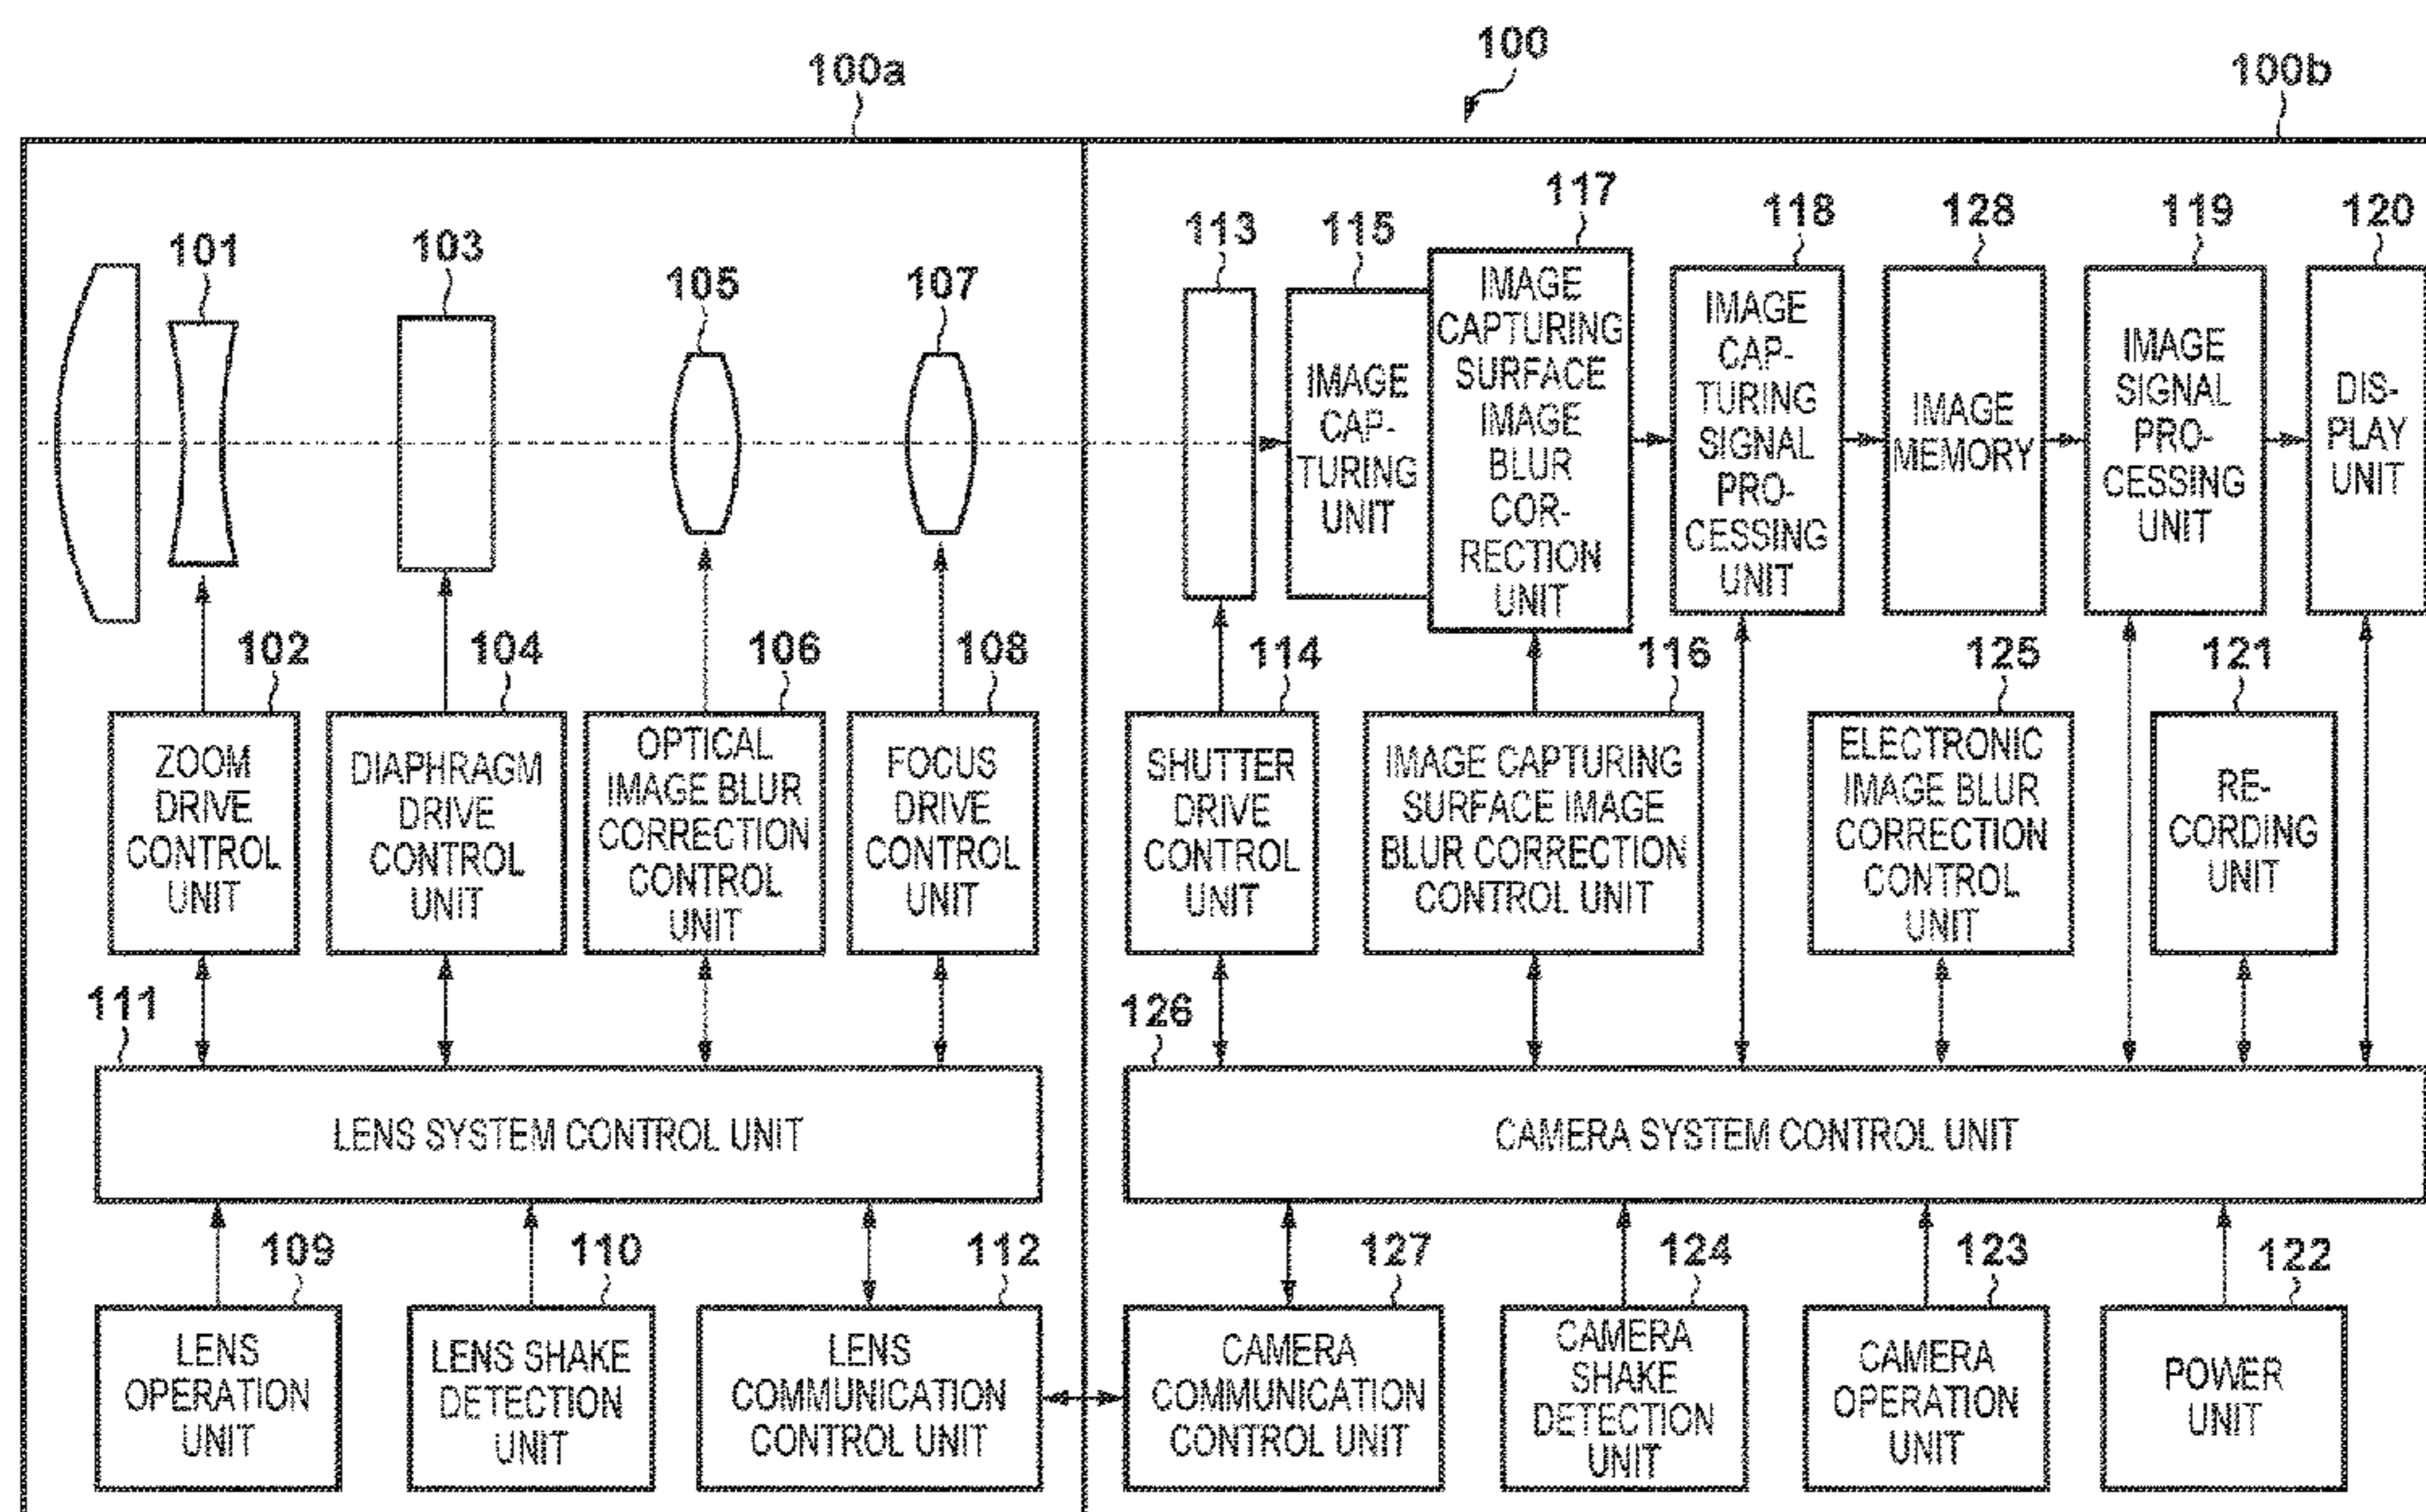 100
100a
100b
101
103
105
107
113
115
117
118
128
119
120
IMAGE
CAP-
TURING
UNIT
IMAGE
CAPTURING
SURFACE
IMAGE
BLUR
COR-
RECTION
UNIT
IMAGE
CAP-
TURING
SIGNAL
PRO-
CESSING
UNIT
IMAGE
MEMORY
IMAGE
SIGNAL
PRO-
CESSING
UNIT
DIS-
PLAY
UNIT
102
104
106
108
114
116
125
121
ZOOM
DRIVE
CONTROL
UNIT
DIAPHRAGM
DRIVE
CONTROL
UNIT
OPTICAL
IMAGE BLUR
CORRECTION
CONTROL
UNIT
FOCUS
DRIVE
CONTROL
UNIT
SHUTTER
DRIVE
CONTROL
UNIT
IMAGE CAPTURING
SURFACE IMAGE
BLUR CORRECTION
CONTROL UNIT
ELECTRONIC
IMAGE BLUR
CORRECTION
CONTROL
UNIT
RE-
CORDING
UNIT
111
126
LENS SYSTEM CONTROL UNIT
CAMERA SYSTEM CONTROL UNIT
109
110
112
127
124
123
122
LENS
OPERATION
UNIT
LENS SHAKE
DETECTION
UNIT
LENS
COMMUNICATION
CONTROL UNIT
CAMERA
COMMUNICATION
CONTROL UNIT
CAMERA
SHAKE
DETECTION
UNIT
CAMERA
OPERATION
UNIT
POWER
UNIT